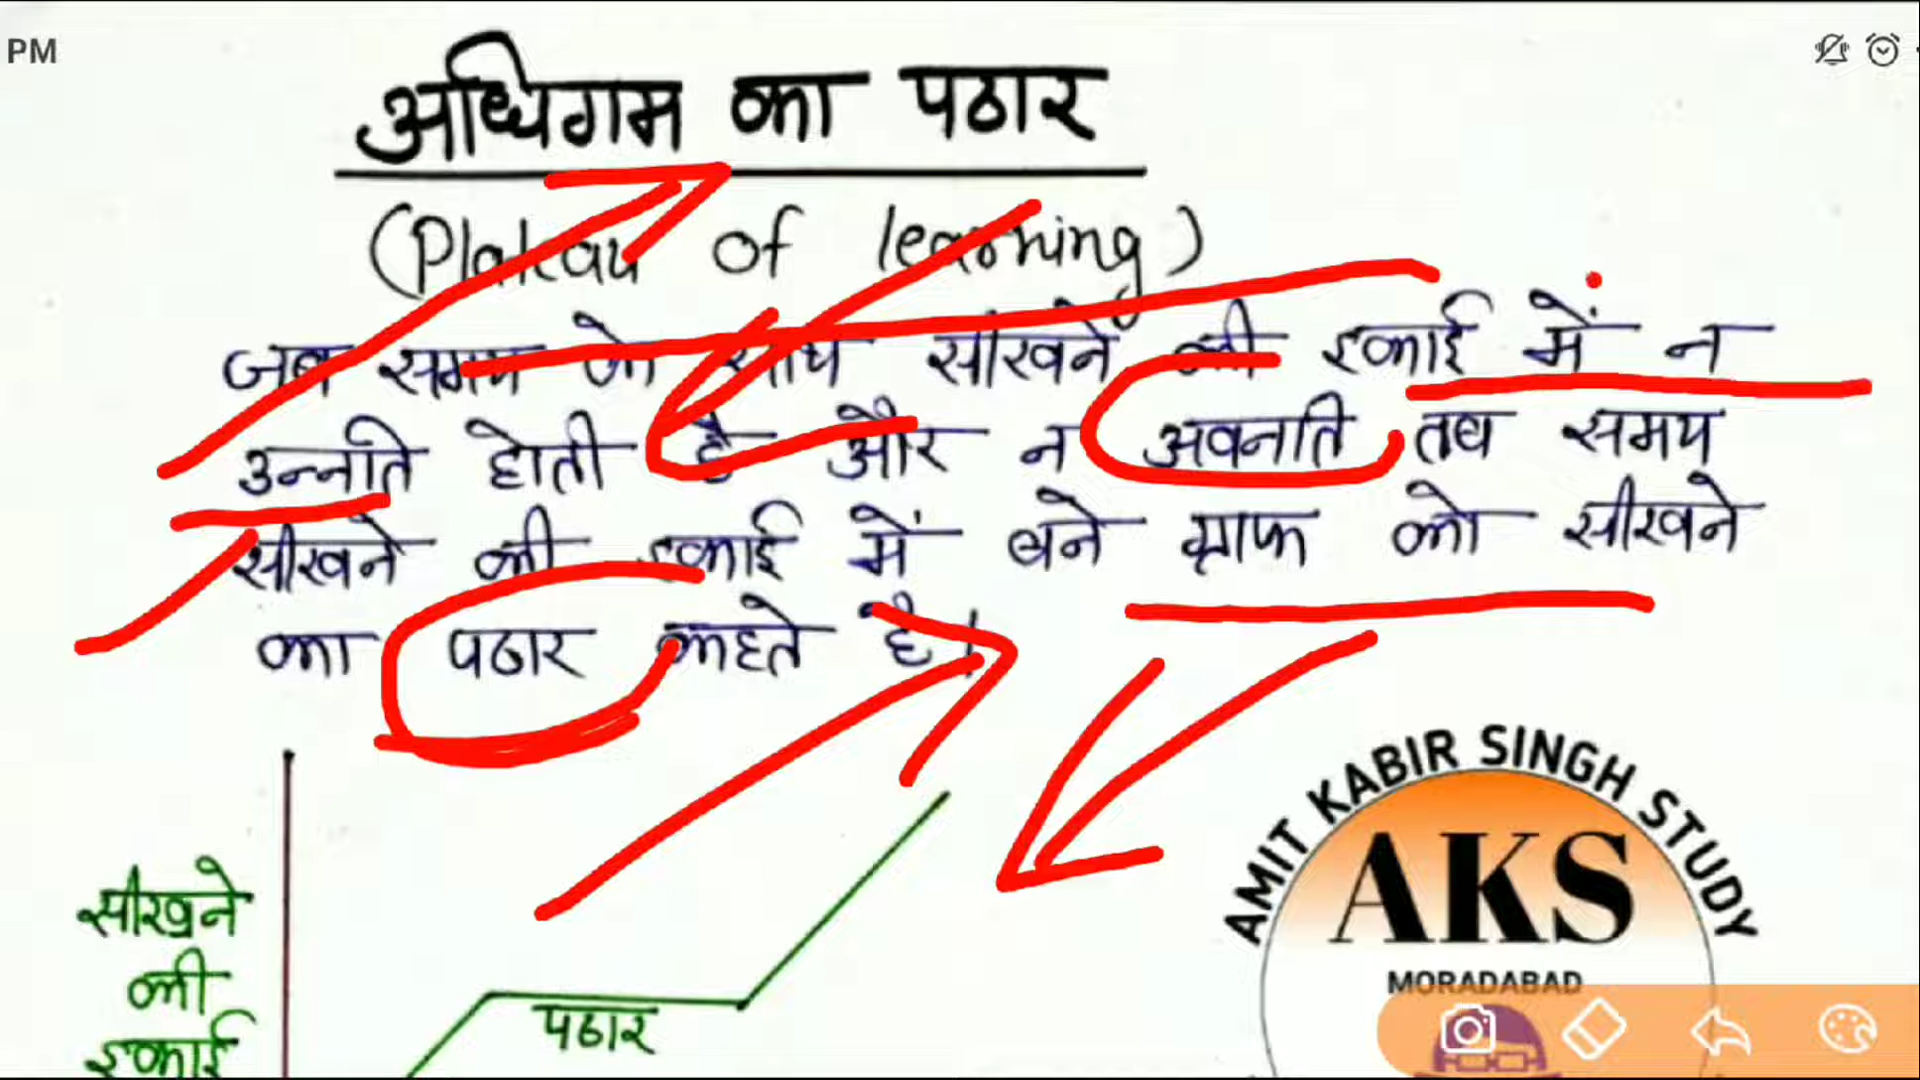 PM
अधिगम का पठार
(Plateau of learning)
जब समय के साथ सीखने की इकाई में न
उन्नति होती है और न अवनति तब समय
सीखने की इकाई में बने ग्राफ को सीखने
का पठार कहते है।
सीखने
की
इकाई
पठार
AMIT KABIR SINGH STUDY
AKS
MORADABAD